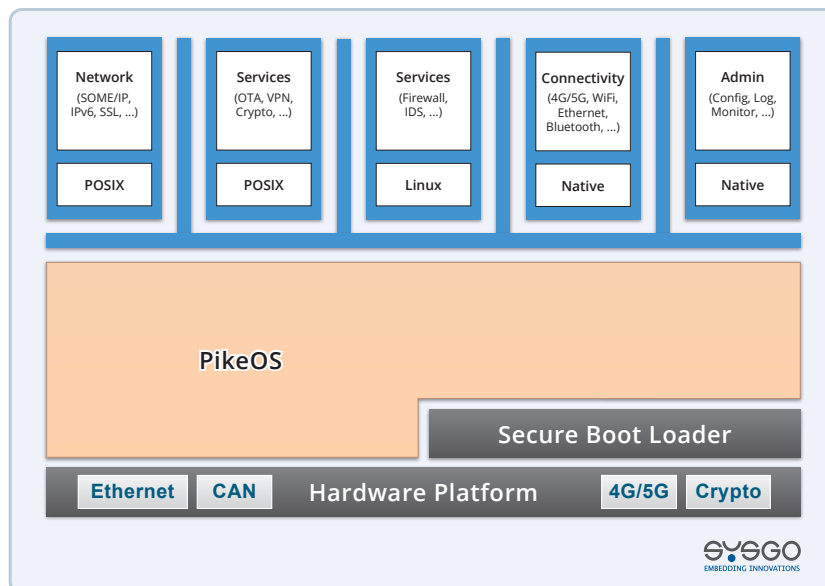 Network
(SOME/IP,
IPv6, SSL, ...)
POSIX
Services
(OTA, VPN,
Crypto, ...)
POSIX
Services
(Firewall,
IDS, ...)
Linux
Connectivity
(4G/5G, WiFi,
Ethernet,
Bluetooth, ...)
Native
Admin
(Config, Log,
Monitor, ...)
Native
PikeOS
Secure Boot Loader
Ethernet
CAN
Hardware Platform
4G/5G
Crypto
SYSGO
EMBEDDING INNOVATIONS